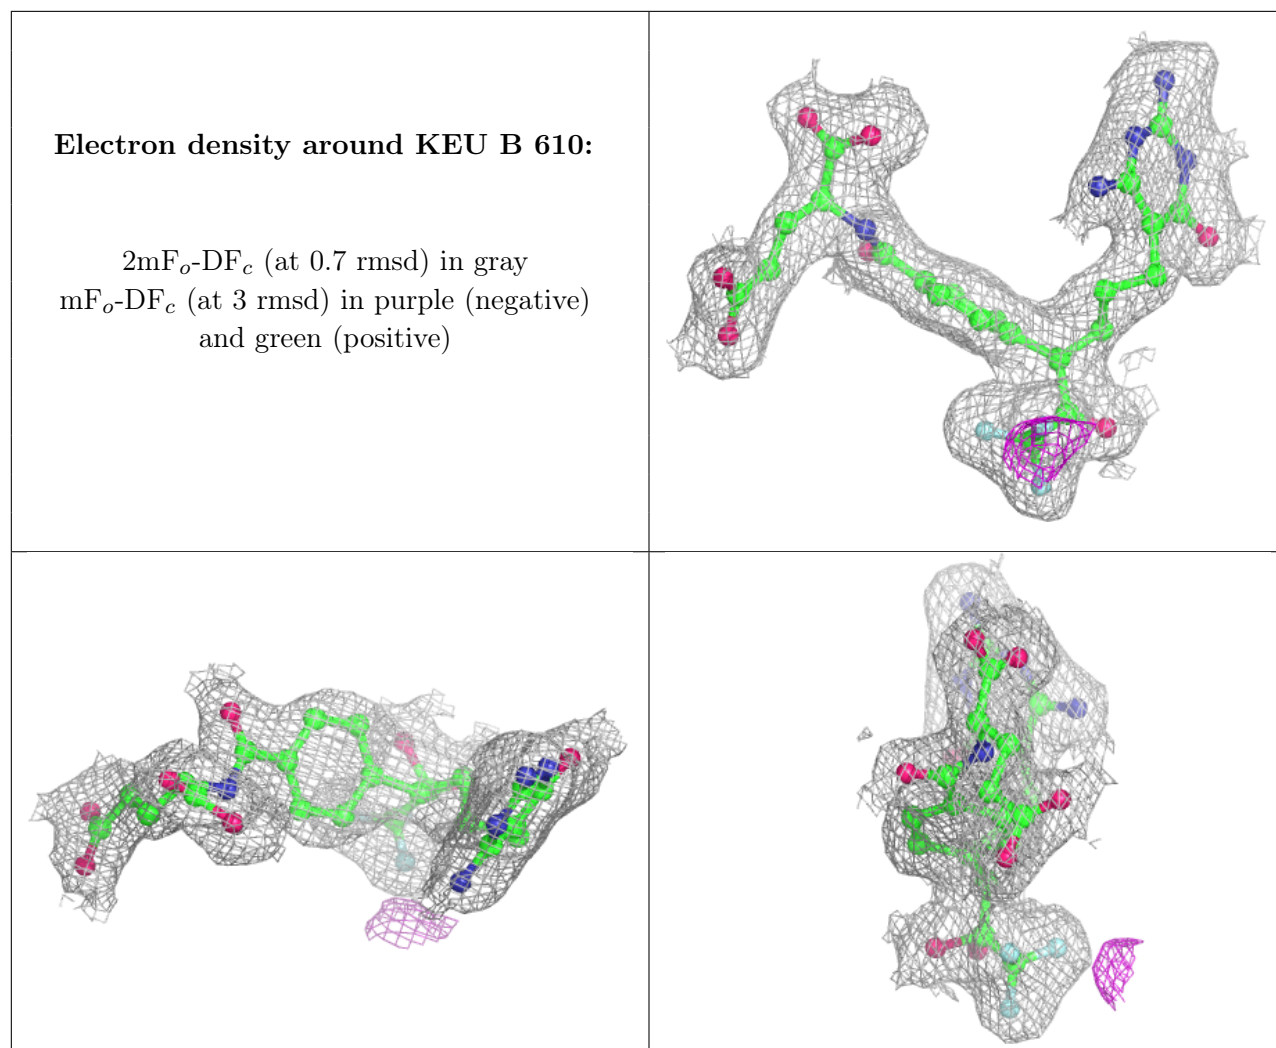 Electron density around KEU B 610:
2mFo-DFc (at 0.7 rmsd) in gray
mFo-DFc (at 3 rmsd) in purple (negative)
and green (positive)